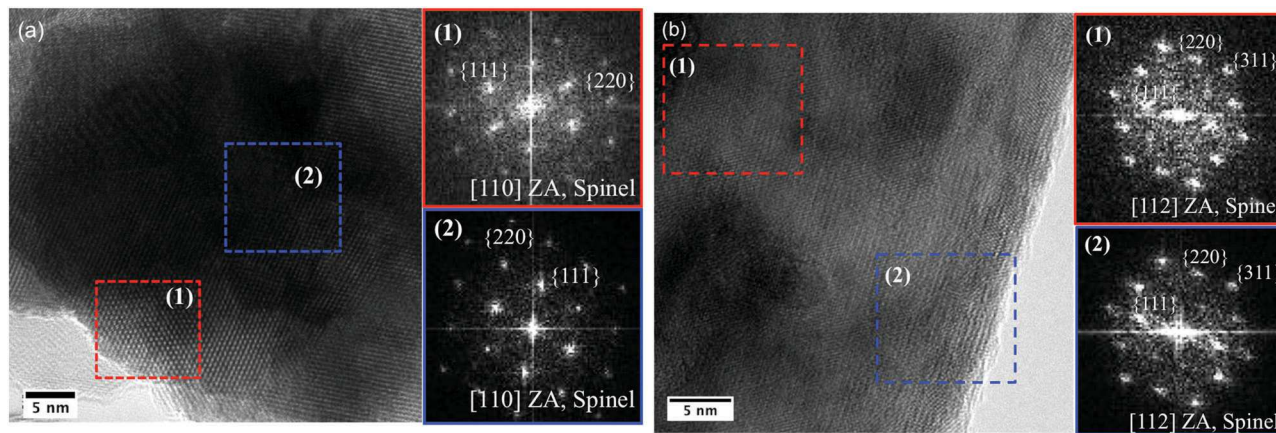 (a)
(1)
(2)
5 nm
(1)
{111}
{220}
[110] ZA, Spinel
(2)
{220}
{111}
[110] ZA, Spinel
(b)
(1)
(2)
5 nm
(1)
{220}
{311}
{111}
[112] ZA, Spinel
(2)
{220}
{311}
{111}
[112] ZA, Spinel